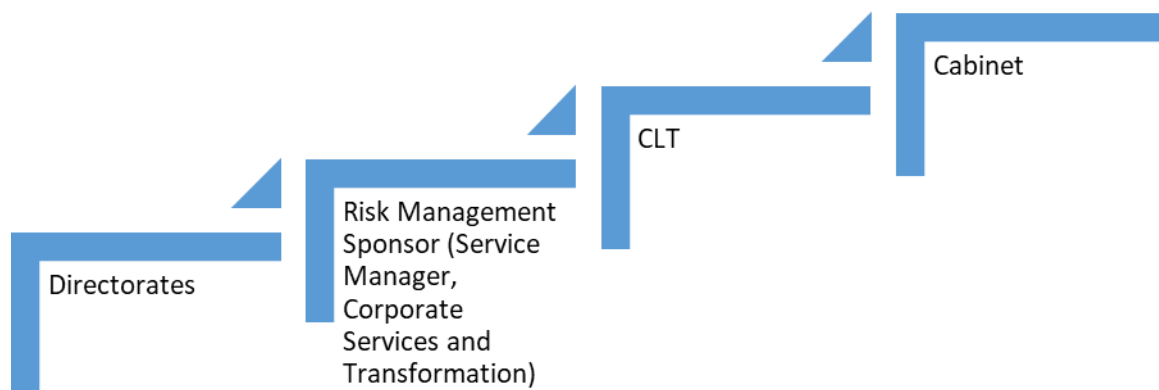 Directorates
Risk Management
Sponsor (Service
Manager,
Corporate
Services and
Transformation)
CLT
Cabinet